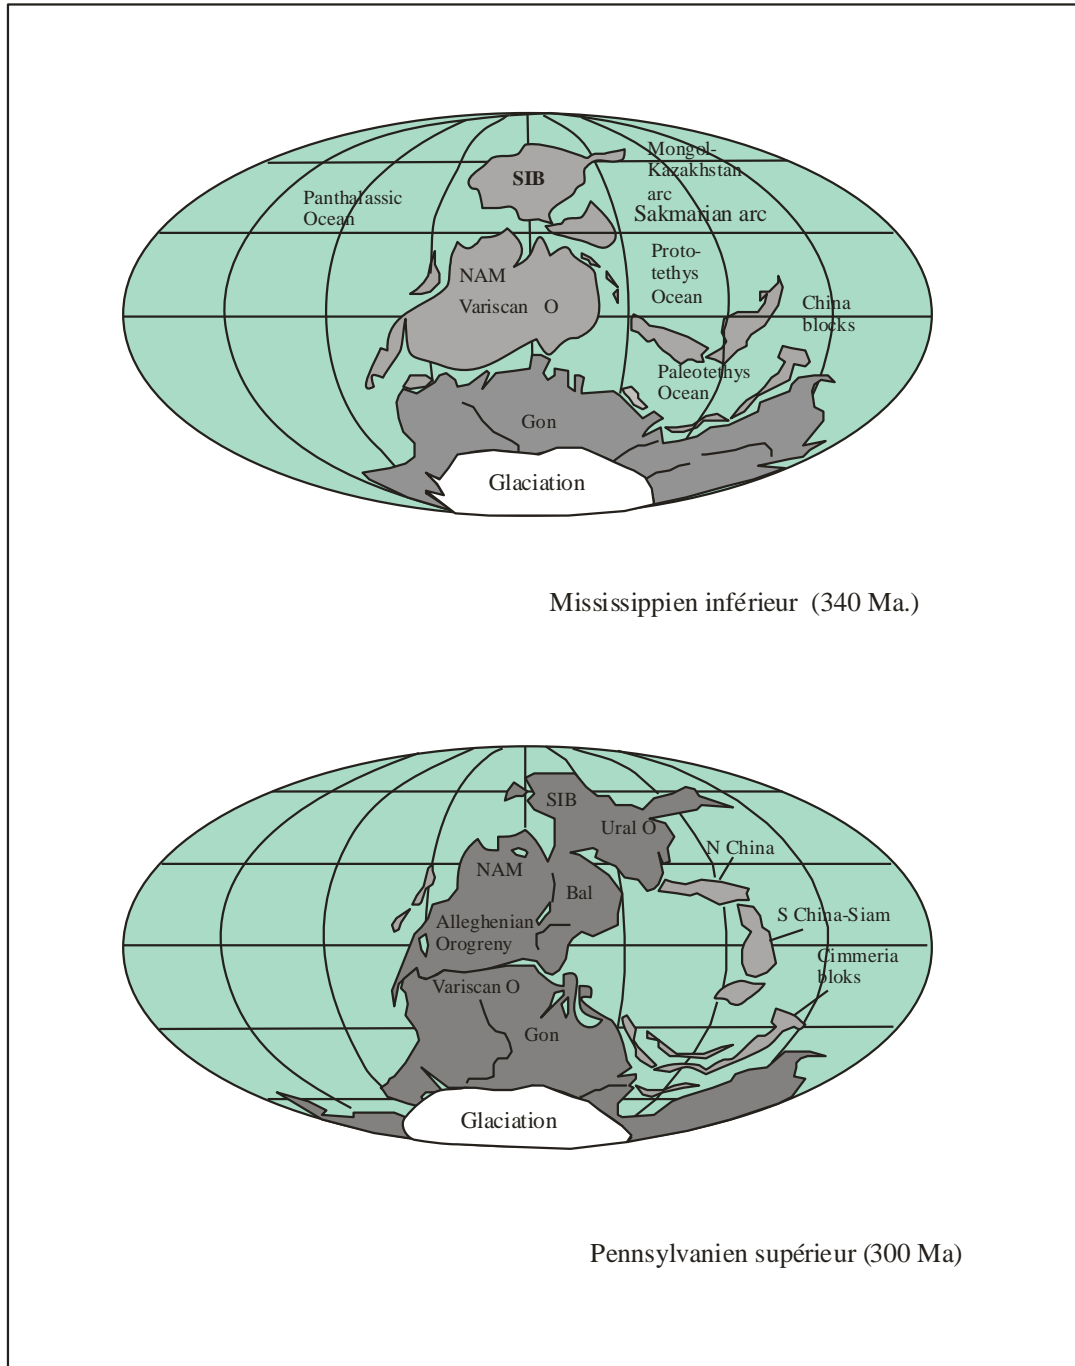 Mongol-
Kazakhstan
arc
SIB
Panthalassic
Ocean
Sakmarian arc
Proto-
tethys
Ocean
NAM
Variscan O
China
blocks
Paleotethys
Ocean
Gon
Glaciation
Mississippien inférieur (340 Ma.)
SIB
Ural O
N China
NAM
Bal
S China-Siam
Alleghenian
Orogreny
Cimmeria
bloks
Variscan O
Gon
Glaciation
Pennsylvanien supérieur (300 Ma)